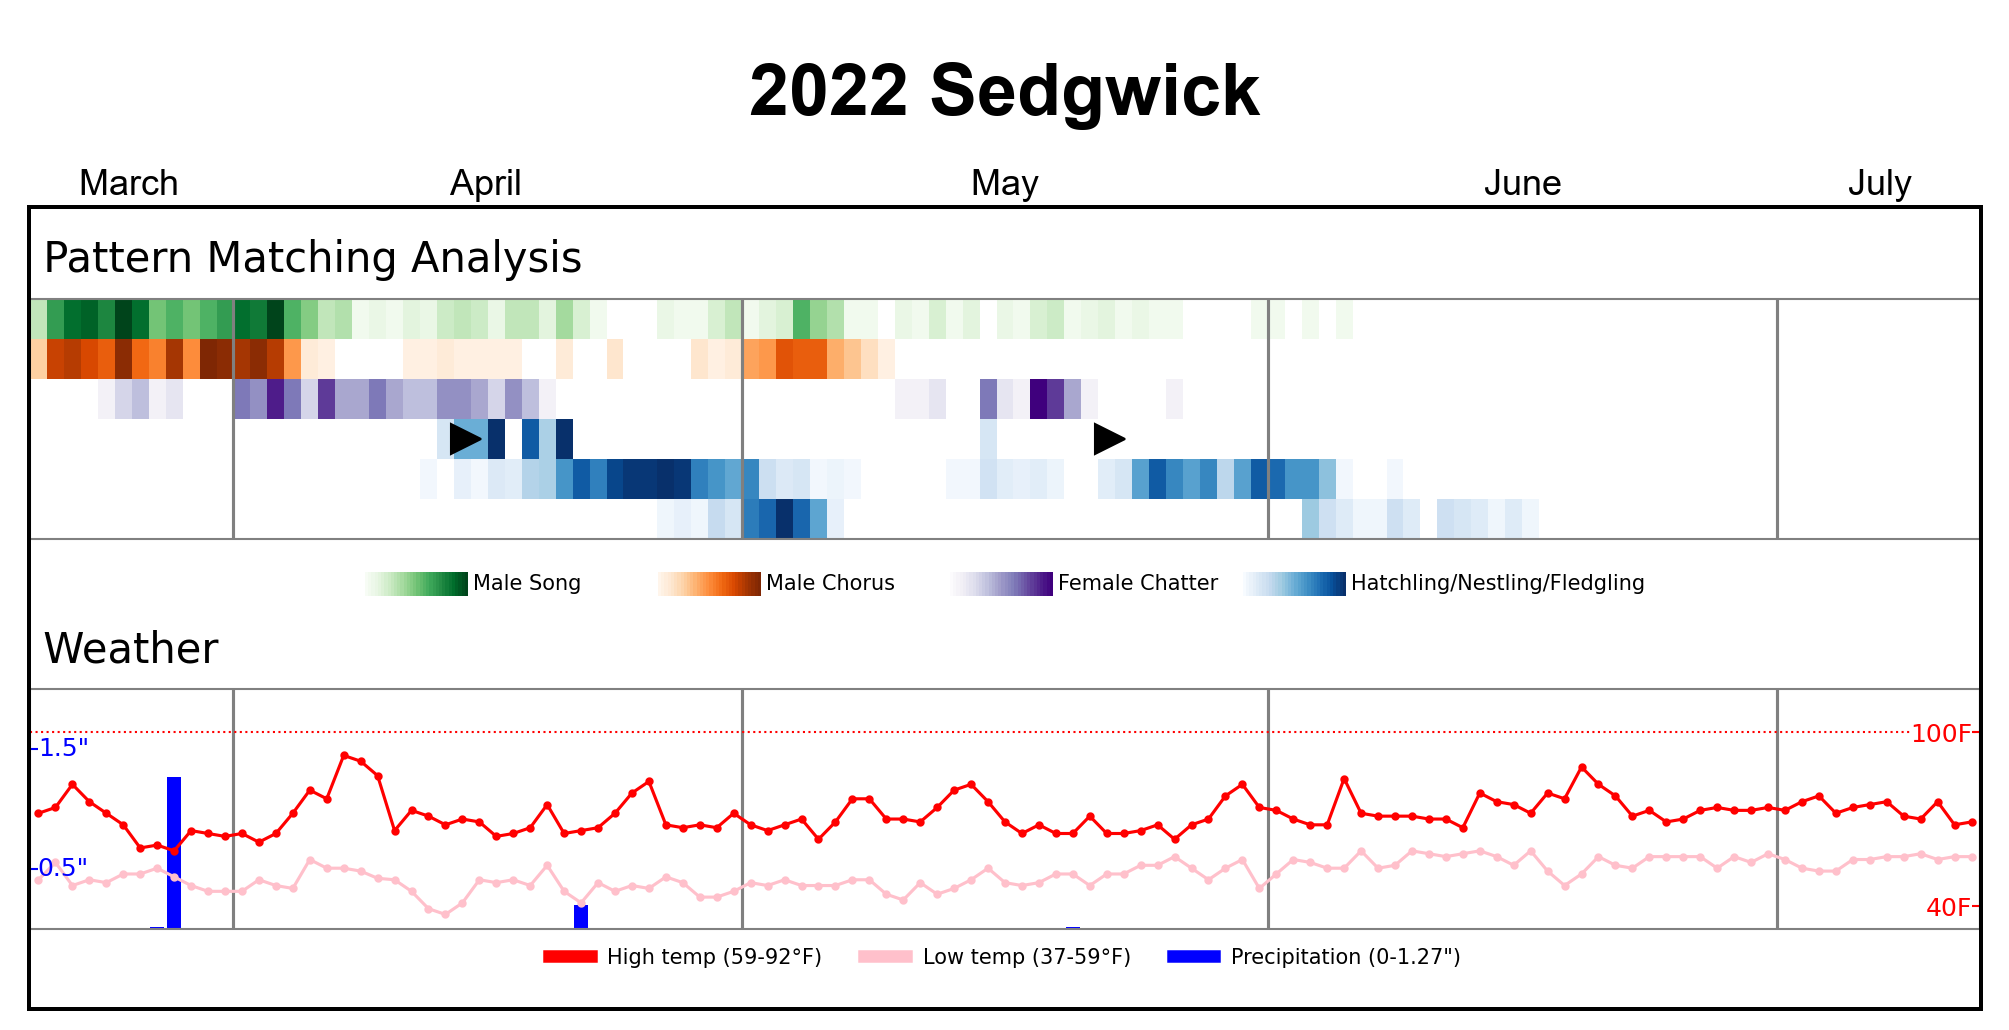 2022 Sedgwick
March April May June July
Pattern Matching Analysis
Male Song Male Chorus Female Chatter Hatchling/Nestling/Fledgling
Weather
1.5" 100F
0.5" 40F
High temp (59-92°F) Low temp (37-59°F) Precipitation (0-1.27")